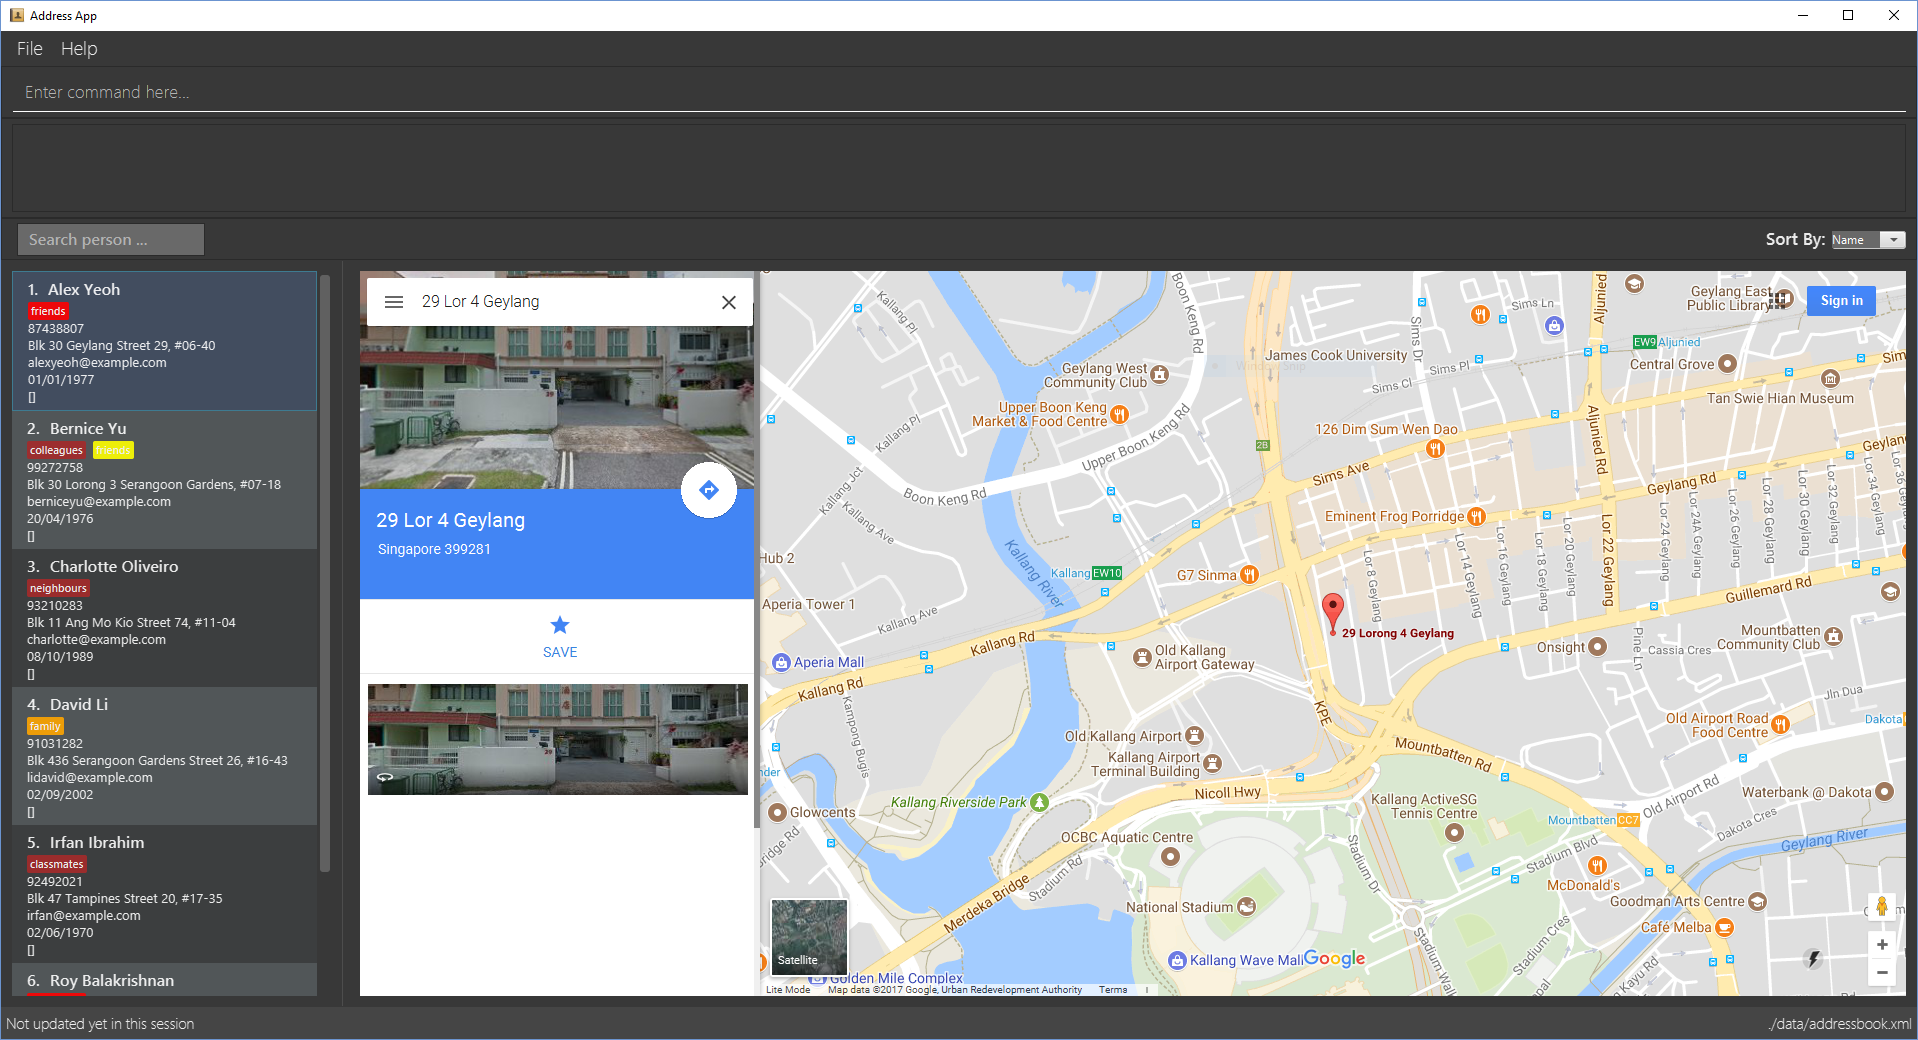 Address App
File Help
Enter command here...
Search person ...
Sort By: Name
1. Alex Yeoh
friends
87438807
Blk 30 Geylang Street 29, #06-40
alexyeoh@example.com
01/01/1977
[]
2. Bernice Yu
colleagues friends
99272758
Blk 30 Lorong 3 Serangoon Gardens, #07-18
berniceyu@example.com
20/04/1976
[]
3. Charlotte Oliveiro
neighbours
93210283
Blk 11 Ang Mo Kio Street 74, #11-04
charlotte@example.com
08/10/1989
[]
4. David Li
family
91031282
Blk 436 Serangoon Gardens Street 26, #16-43
lidavid@example.com
02/09/2002
[]
5. Irfan Ibrahim
classmates
92492021
Blk 47 Tampines Street 20, #17-35
irfan@example.com
02/06/1970
[]
6. Roy Balakrishnan
29 Lor 4 Geylang
29 Lor 4 Geylang
Singapore 399281
SAVE
Kallang Pl
Boon Keng Rd
Sims Ln
Sims Dr
Aljunied
Geylang East
Public Library
Sign in
EW9 Aljunied
James Cook University
Sims Pl
Sims Cl
Central Grove
Sim
Geylang West
Community Club
Tan Swie Hian Museum
Upper Boon Keng
Market & Food Centre
Kallang Pl
Upper Boon Keng Rd
126 Dim Sum Wen Dao
Aljunied Rd
2B
Geylan
Sims Ave
Kallang Jct
Boon Keng Rd
Geylang Rd
Kallang Ave
Eminent Frog Porridge
Lor 8 Geylang
Lor 14 Geylang
Lor 16 Geylang
Lor 18 Geylang
Lor 20 Geylang
Lor 22 Geylang
Lor 24 Geylang
Lor 24A Geylang
Lor 26 Geylang
Lor 28 Geylang
Lor 30 Geylang
Lor 32 Geylang
Lor 34 Geylang
Lor 36
Hub 2
Kallang River
Kallang EW10
G7 Sinma
Guillemard Rd
Aperia Tower 1
Kallang Ave
29 Lorong 4 Geylang
Kallang Rd
Mountbatten
Community Club
Pine Ln
Cassia Cres
Onsight
Aperia Mall
Old Kallang
Airport Gateway
Kallang Rd
Jln Dua
Kampong Bugis
KPE
Old Airport Road
Food Centre
Dakota
Old Kallang Airport
Mountbatten Rd
Kallang Airport
Terminal Building
nder
Nicoll Hwy
Old Airport Rd
Waterbank @ Dakota
Kallang Riverside Park
Kallang ActiveSG
Tennis Centre
Glowcents
Mountbatten CC7
Dakota Cres
OCBC Aquatic Centre
Geylang River
bridge Rd
Stadium Rd
Stadium Dr
Stadium Blvd
McDonald's
Merdeka Bridge
National Stadium
Goodman Arts Centre
Café Melba
Stadium Cres
Stadium Wal
Kallang Wave Mall
Google
Kayu Rd
Satellite
Golden Mile Complex
Lite Mode Map data ©2017 Google, Urban Redevelopment Authority Terms
Not updated yet in this session
./data/addressbook.xml